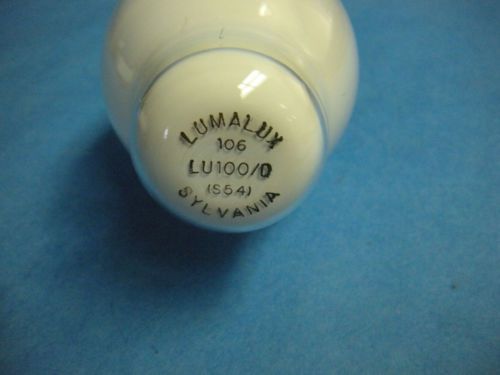 LUMALUX
106
LU100/D
(S54)
SYLVANIA